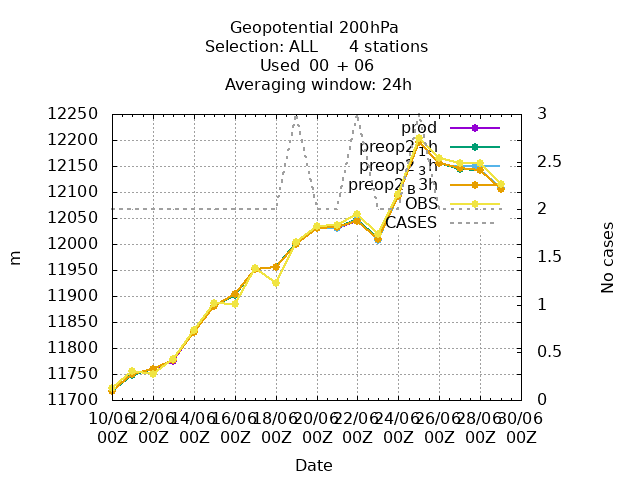 Geopotential 200hPa
Selection: ALL 4 stations
Used 00 + 06
Averaging window: 24h
12250
12200
12150
12100
12050
12000
11950
11900
11850
11800
11750
11700
m
3
2.5
2
1.5
1
0.5
0
No cases
prod
preop2_1h
preop2_3h
preop2_B_3h
OBS
CASES
10/06 12/06 14/06 16/06 18/06 20/06 22/06 24/06 26/06 28/06 30/06
00Z 00Z 00Z 00Z 00Z 00Z 00Z 00Z 00Z 00Z 00Z
Date